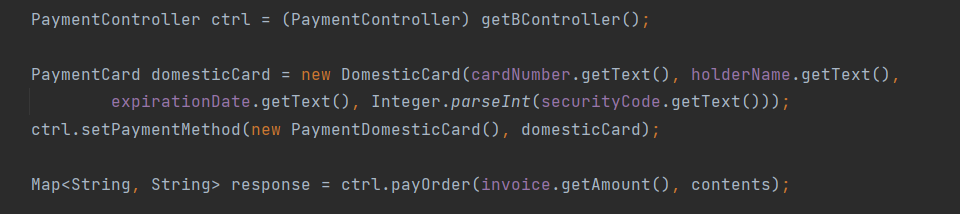 PaymentController ctrl = (PaymentController) getBController();
PaymentCard domesticCard = new DomesticCard(cardNumber.getText(), holderName.getText(),
expirationDate.getText(), Integer.parseInt(securityCode.getText()));
ctrl.setPaymentMethod(new PaymentDomesticCard(), domesticCard);
Map<String, String> response = ctrl.payOrder(invoice.getAmount(), contents);